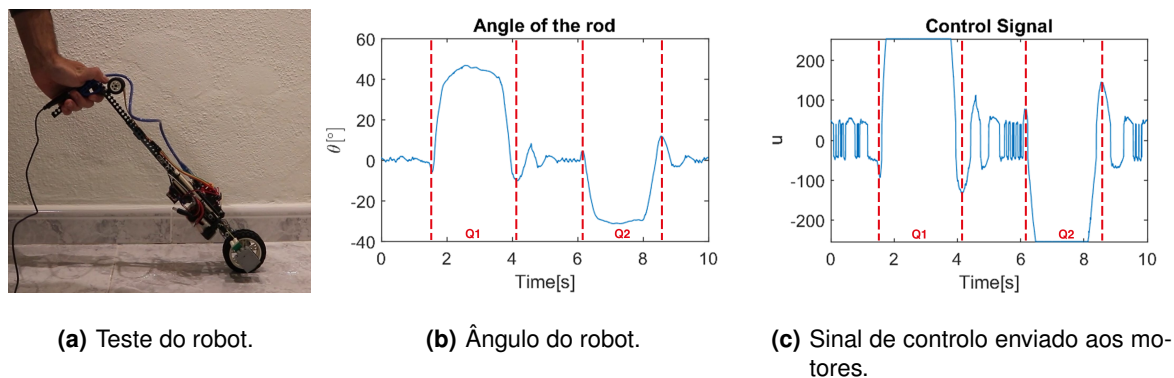 Angle of the rod
60
40
20
0
-20
-40
θ[°]
Q1
Q2
0 2 4 6 8 10
Time[s]
Control Signal
200
100
0
-100
-200
u
Q1
Q2
0 2 4 6 8 10
Time[s]
(a) Teste do robot.
(b) Ângulo do robot.
(c) Sinal de controlo enviado aos mo-
tores.